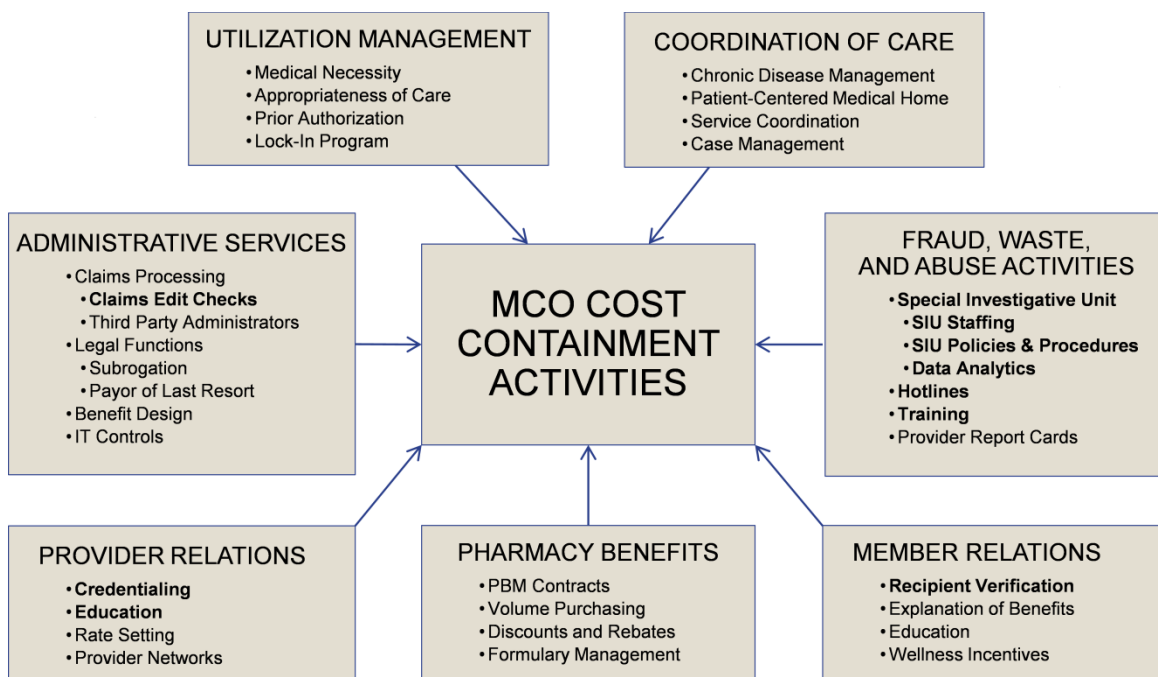 UTILIZATION MANAGEMENT
• Medical Necessity
• Appropriateness of Care
• Prior Authorization
• Lock-In Program
COORDINATION OF CARE
• Chronic Disease Management
• Patient-Centered Medical Home
• Service Coordination
• Case Management
ADMINISTRATIVE SERVICES
• Claims Processing
• Claims Edit Checks
• Third Party Administrators
• Legal Functions
• Subrogation
• Payor of Last Resort
• Benefit Design
• IT Controls
MCO COST
CONTAINMENT
ACTIVITIES
FRAUD, WASTE,
AND ABUSE ACTIVITIES
• Special Investigative Unit
• SIU Staffing
• SIU Policies & Procedures
• Data Analytics
• Hotlines
• Training
• Provider Report Cards
PROVIDER RELATIONS
• Credentialing
• Education
• Rate Setting
• Provider Networks
PHARMACY BENEFITS
• PBM Contracts
• Volume Purchasing
• Discounts and Rebates
• Formulary Management
MEMBER RELATIONS
• Recipient Verification
• Explanation of Benefits
• Education
• Wellness Incentives